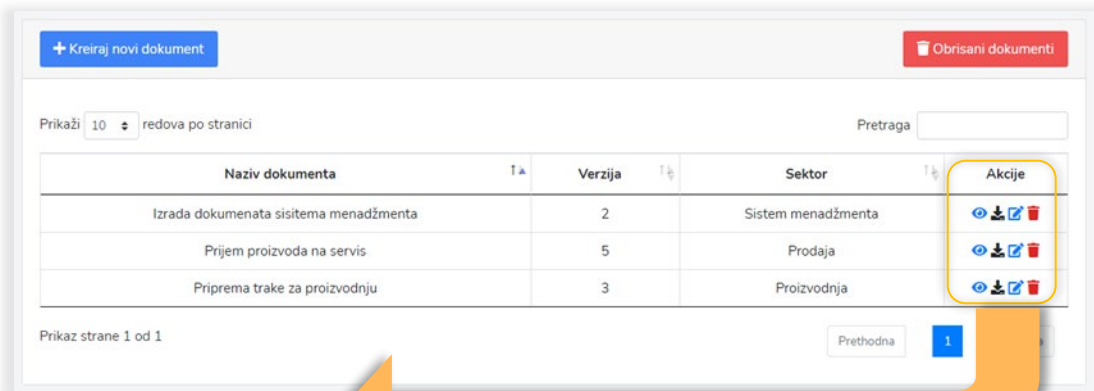 Kreiraj novi dokument
Obrisani dokumenti
Prikaži 10 redova po stranici
Pretraga
Naziv dokumenta Verzija Sektor Akcije
Izrada dokumenata sisitema menadžmenta 2 Sistem menadžmenta
Prijem proizvoda na servis 5 Prodaja
Priprema trake za proizvodnju 3 Proizvodnja
Prikaz strane 1 od 1
Prethodna 1